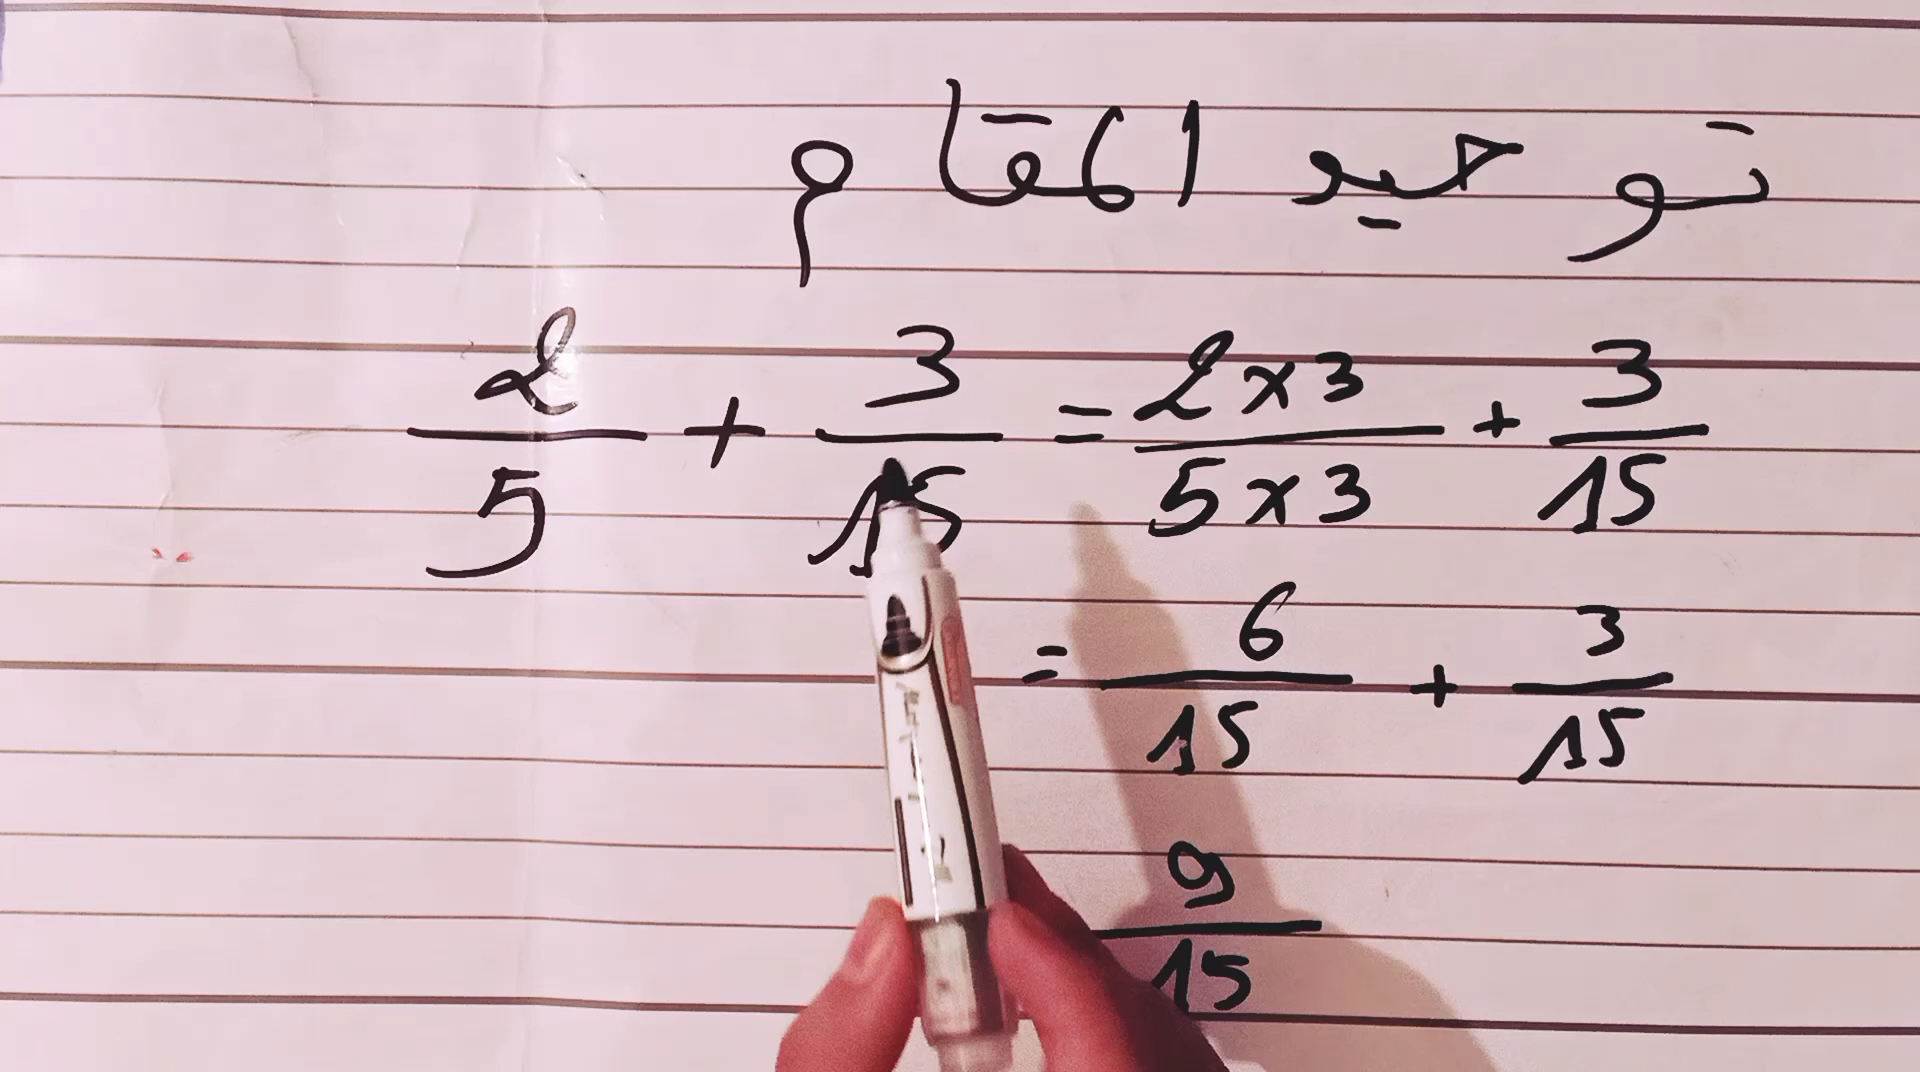 توحيد المقام
2/5 + 3/15 = 2x3/5x3 + 3/15
= 6/15 + 3/15
9/15